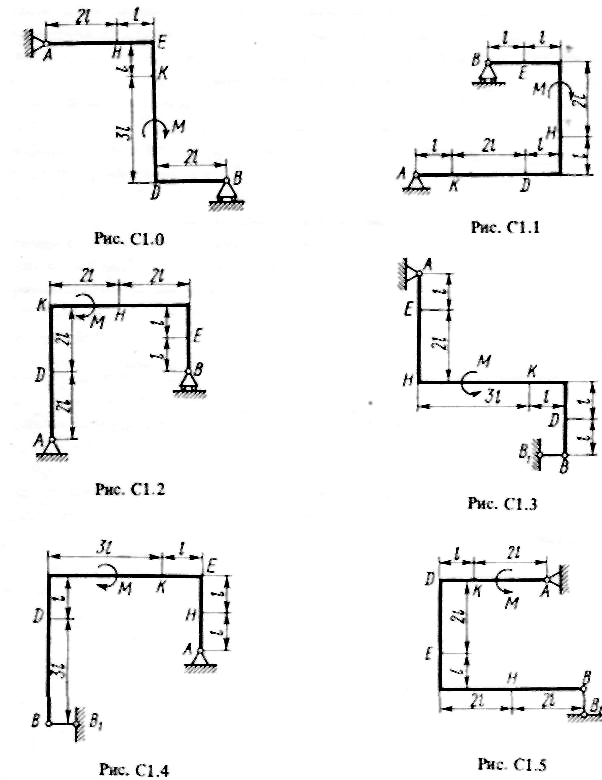 2l l
A H E
l K
3l M
2l
D B
Рис. С1.0
l l
B E
M 2l
H
l 2l l l
A K D
Рис. С1.1
2l 2l
K M H
2l l
E
D l B
2l
A
Рис. С1.2
A
l
E
2l
M
H K
3l l
D l
l
B₁ B
Рис. С1.3
3l l
E
M K
l l
D H
A l
3l
B B₁
Рис. С1.4
l 2l
D K M A
2l
E
l H B
2l 2l B₁
Рис. С1.5